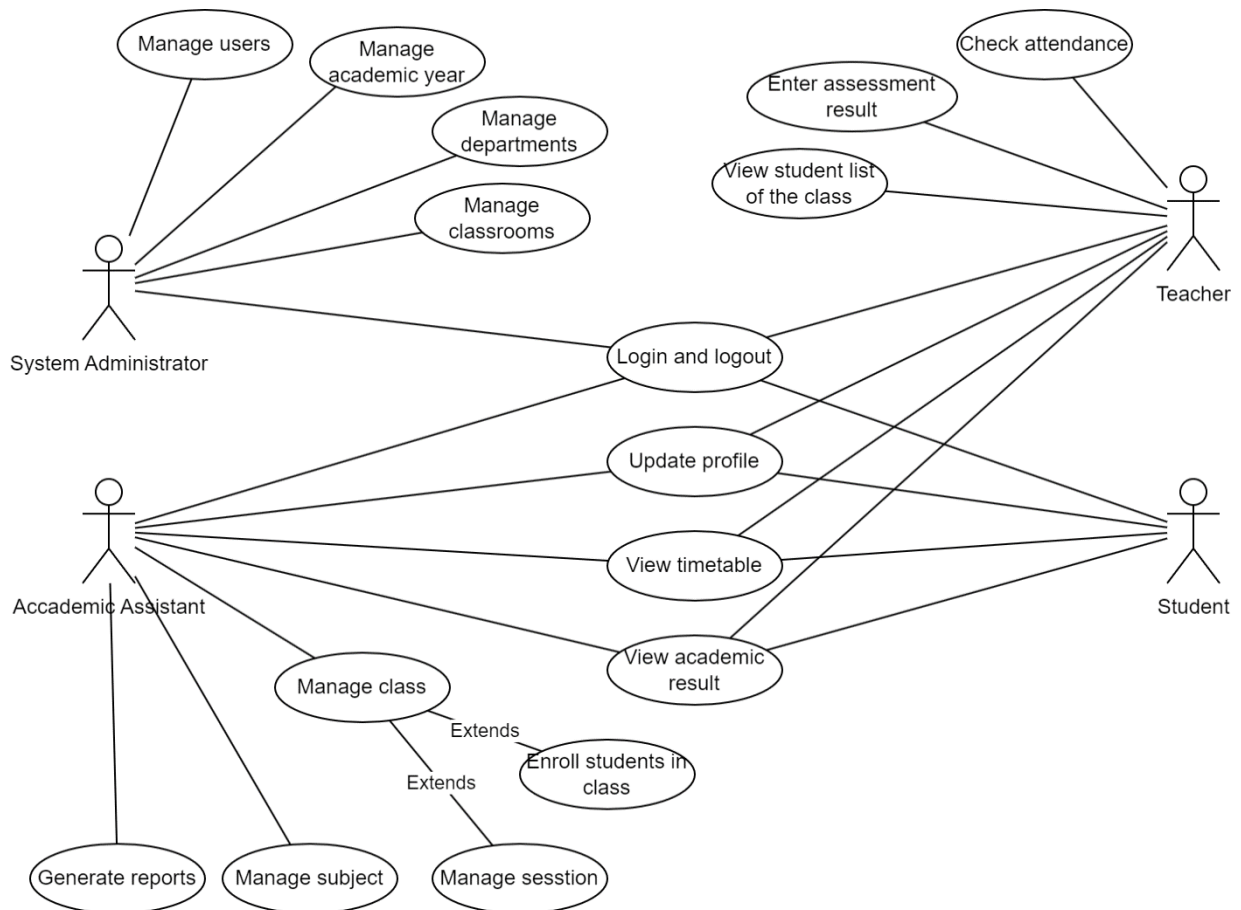 Manage users
Manage
academic year
Check attendance
Enter assessment
result
Manage
departments
View student list
of the class
Manage
classrooms
Teacher
System Administrator
Login and logout
Update profile
View timetable
Accademic Assistant
Student
View academic
result
Manage class
Extends
Enroll students in
class
Extends
Generate reports
Manage subject
Manage sesstion